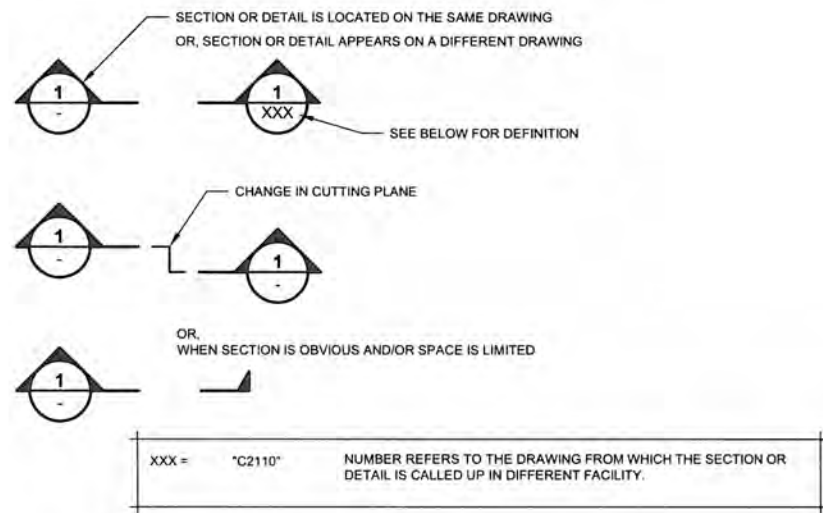 SECTION OR DETAIL IS LOCATED ON THE SAME DRAWING
OR, SECTION OR DETAIL APPEARS ON A DIFFERENT DRAWING
1
-
1
XXX
SEE BELOW FOR DEFINITION
CHANGE IN CUTTING PLANE
1
-
1
-
OR,
WHEN SECTION IS OBVIOUS AND/OR SPACE IS LIMITED
1
-
XXX = "C2110" NUMBER REFERS TO THE DRAWING FROM WHICH THE SECTION OR
DETAIL IS CALLED UP IN DIFFERENT FACILITY.